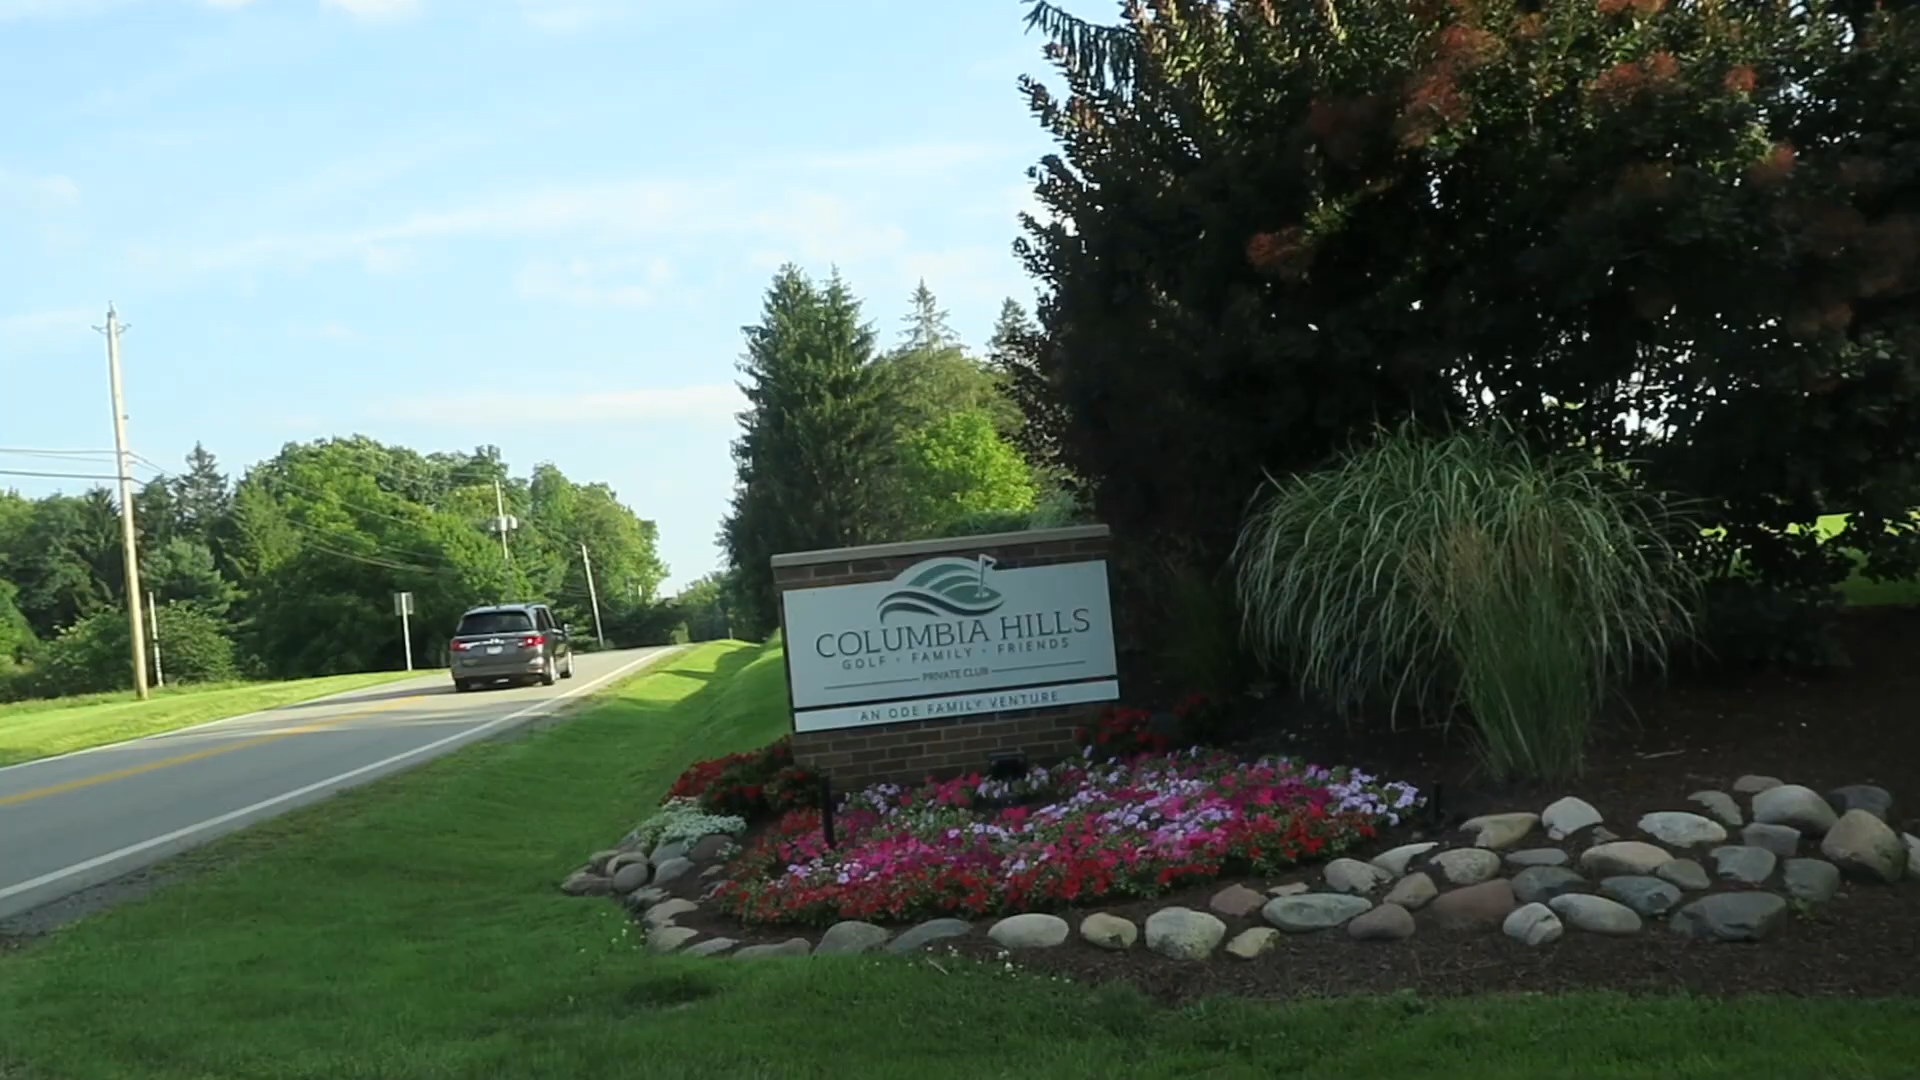 COLUMBIA HILLS
GOLF · FAMILY · FRIENDS
PRIVATE CLUB
AN ODE FAMILY VENTURE